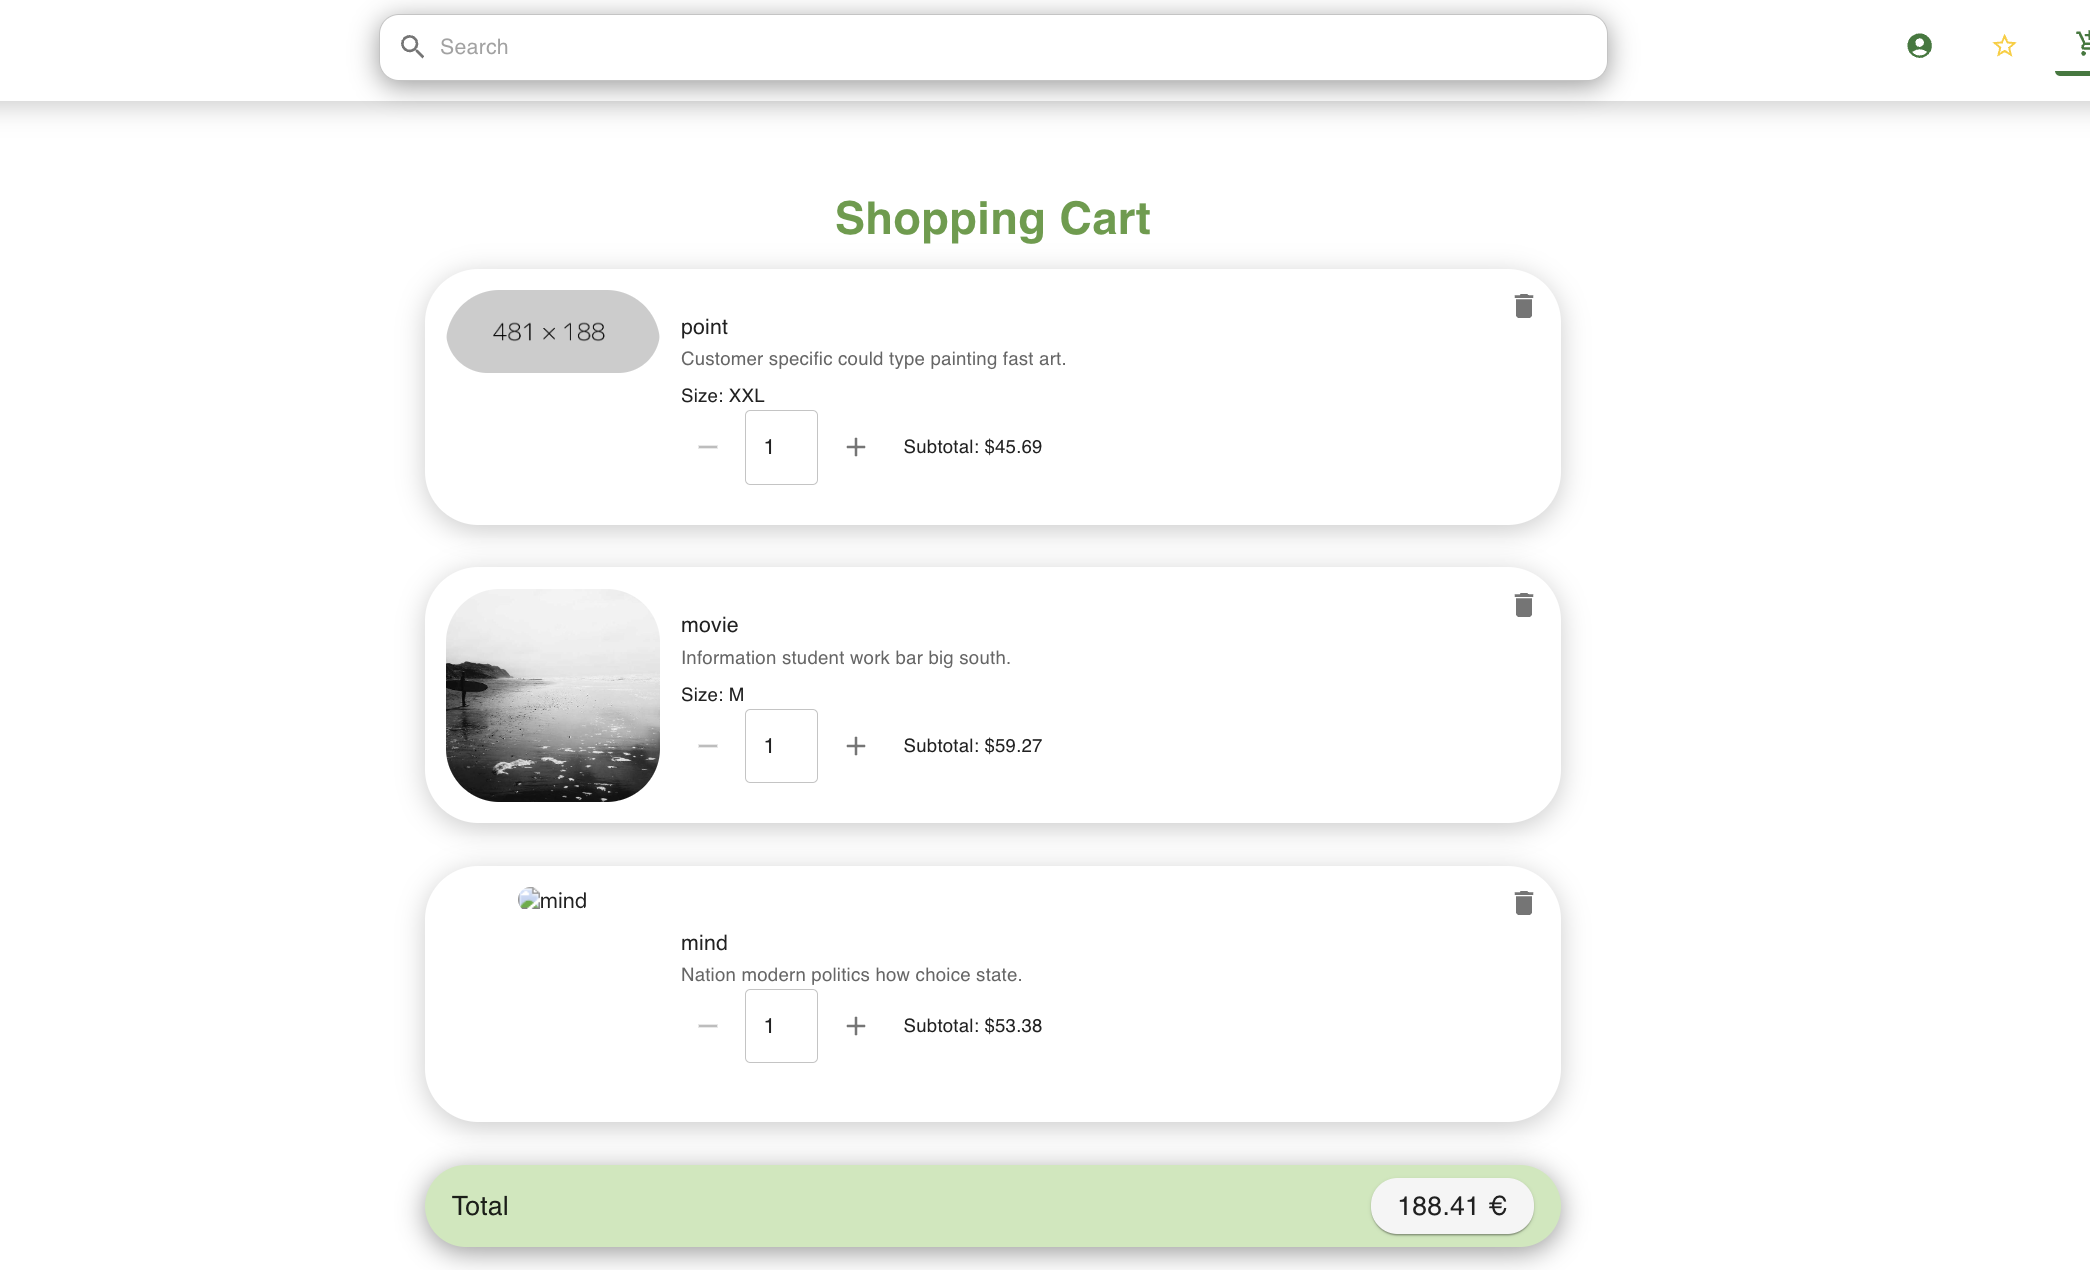 Search
Shopping Cart
481 × 188
point
Customer specific could type painting fast art.
Size: XXL
1
Subtotal: $45.69
movie
Information student work bar big south.
Size: M
1
Subtotal: $59.27
mind
mind
Nation modern politics how choice state.
1
Subtotal: $53.38
Total
188.41 €